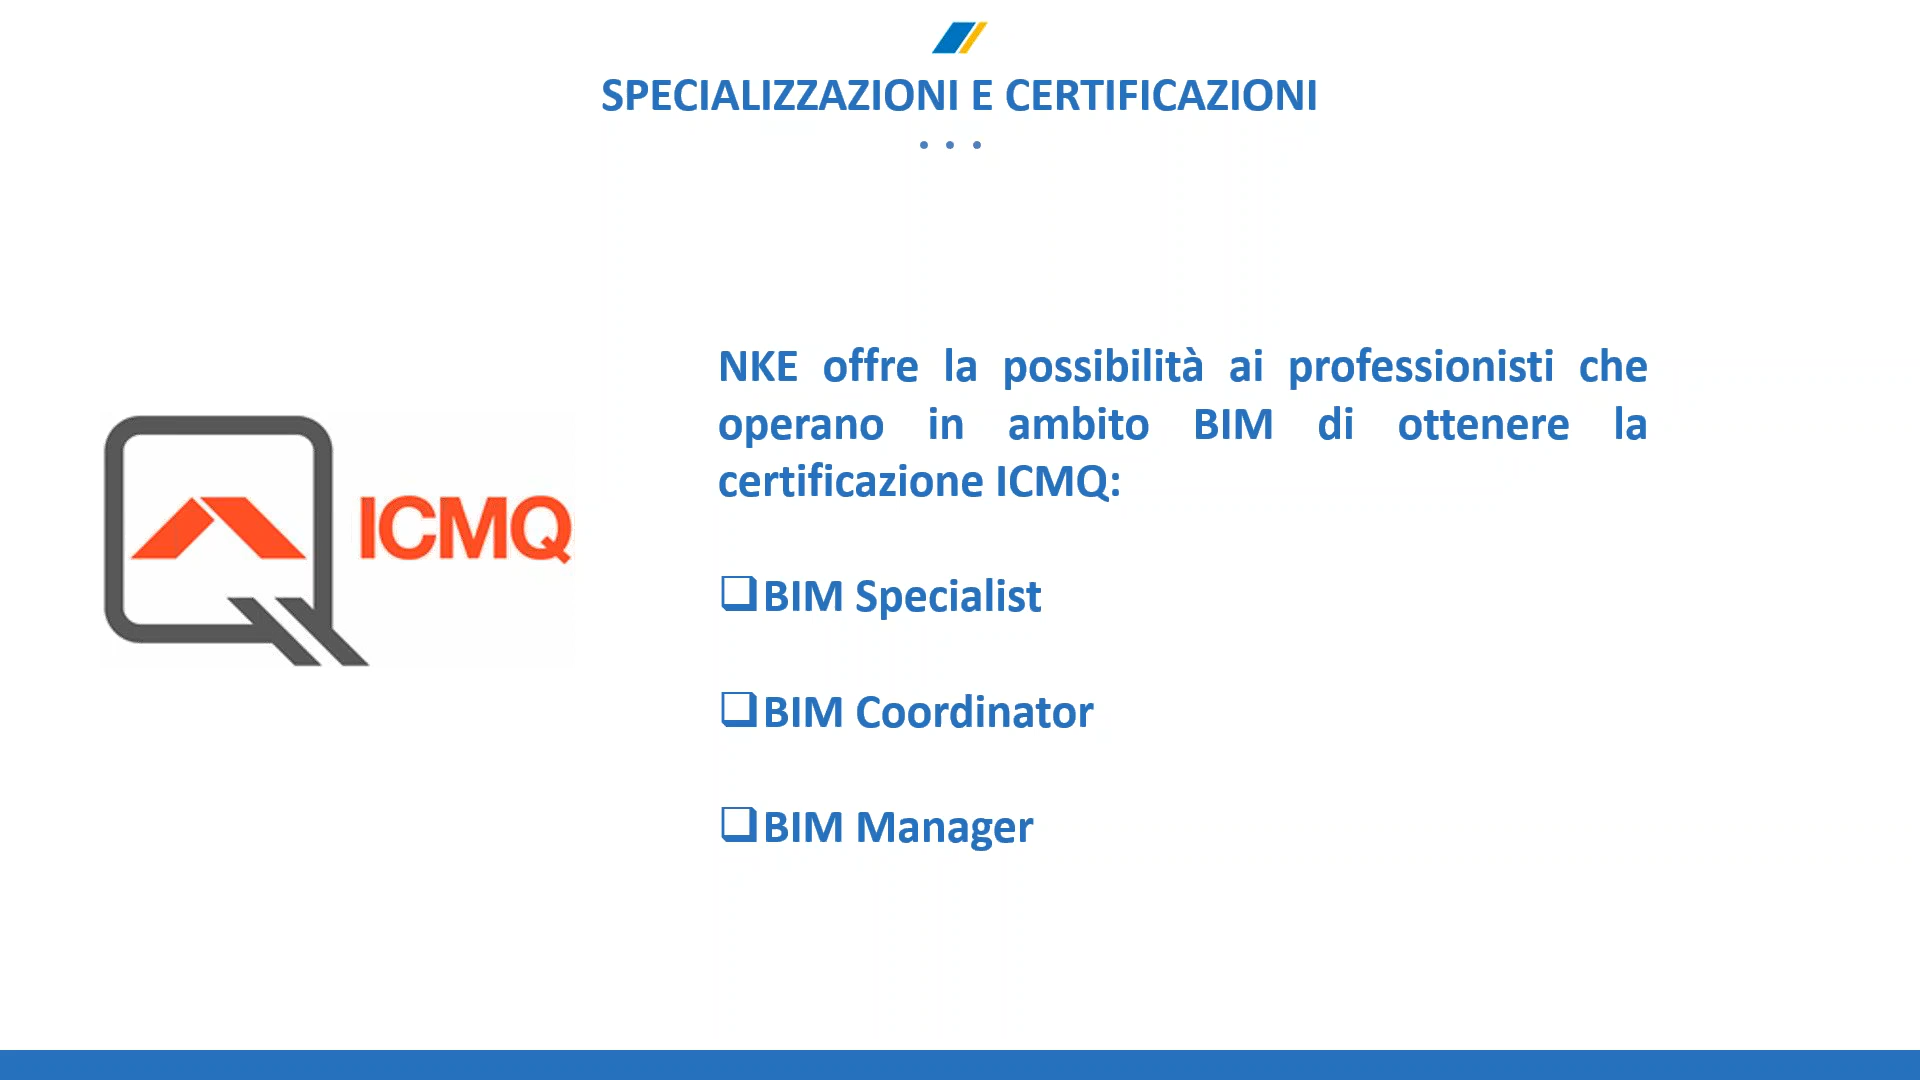 SPECIALIZZAZIONI E CERTIFICAZIONI
NKE offre la possibilità ai professionisti che
operano in ambito BIM di ottenere la
certificazione ICMQ:
ICMQ
BIM Specialist
BIM Coordinator
BIM Manager